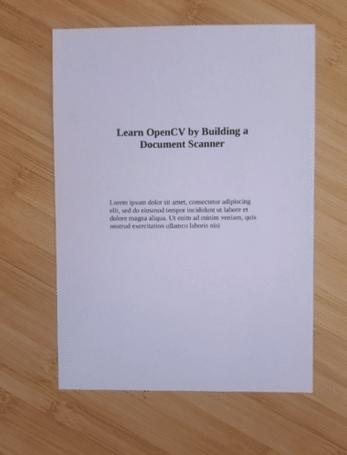 Learn OpenCV by Building a
Document Scanner
Lorem ipsum dolor sit amet, consectetur adipiscing
elit, sed do eiusmod tempor incididunt ut labore et
dolore magna aliqua. Ut enim ad minim veniam, quis
nostrud exercitation ullamco laboris nisi